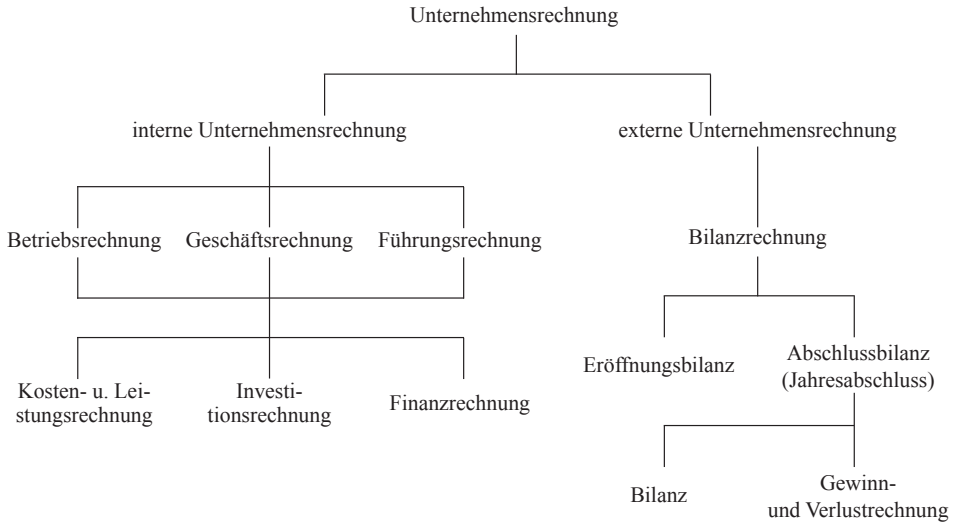 Unternehmensrechnung
interne Unternehmensrechnung
externe Unternehmensrechnung
Betriebsrechnung
Geschäftsrechnung
Führungsrechnung
Bilanzrechnung
Kosten- u. Lei-
stungsrechnung
Investi-
tionsrechnung
Finanzrechnung
Eröffnungsbilanz
Abschlussbilanz
(Jahresabschluss)
Bilanz
Gewinn-
und Verlustrechnung